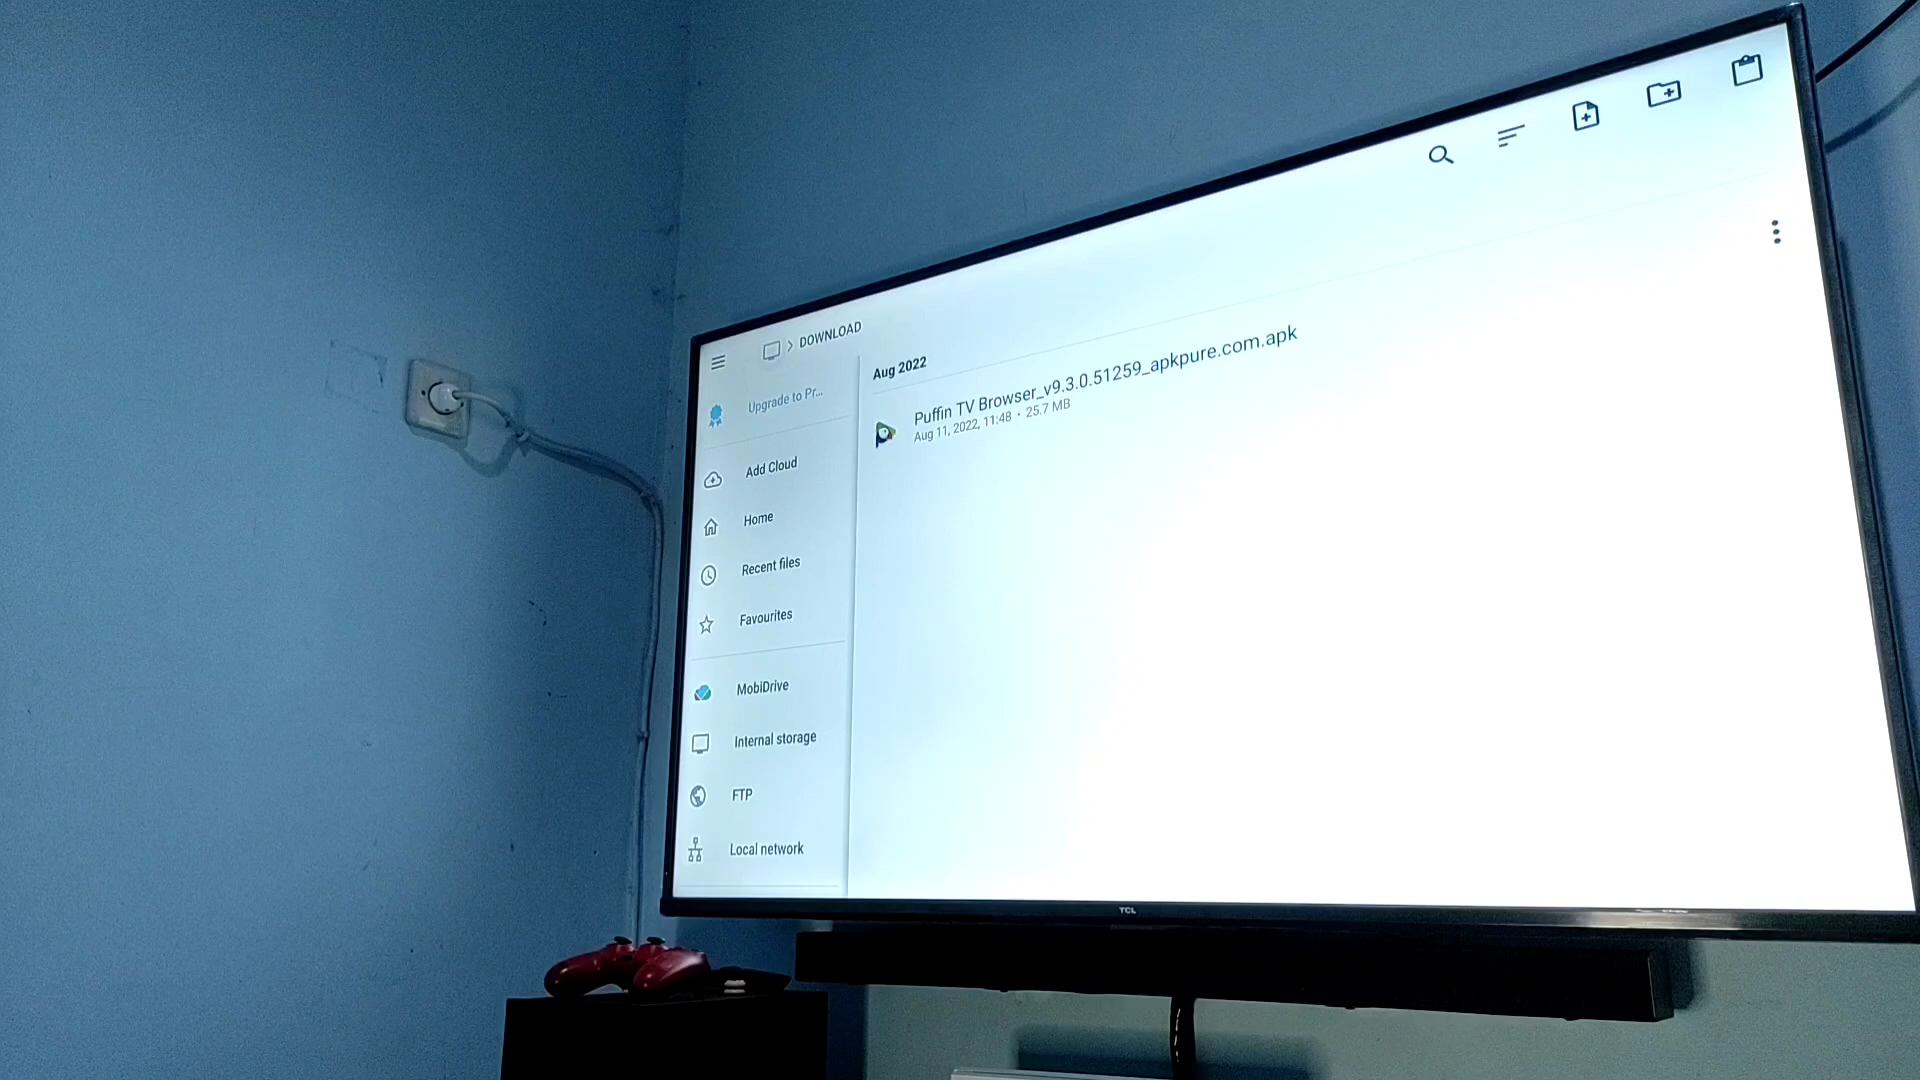 DOWNLOAD
Upgrade to Pr...
Add Cloud
Home
Recent files
Favourites
MobiDrive
Internal storage
FTP
Local network
Aug 2022
Puffin TV Browser_v9.3.0.51259_apkpure.com.apk
Aug 11, 2022, 11:48 • 25.7 MB
TCL